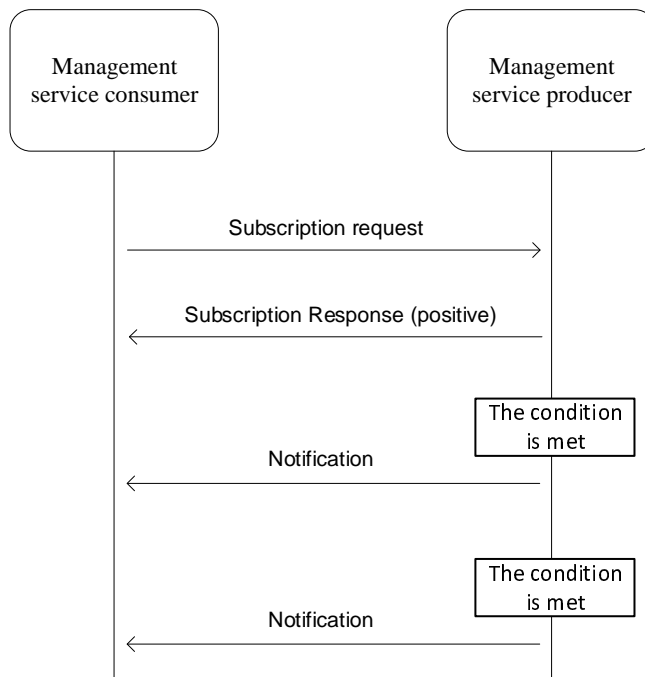 Management
service consumer
Management
service producer
Subscription request
Subscription Response (positive)
The condition
is met
Notification
The condition
is met
Notification